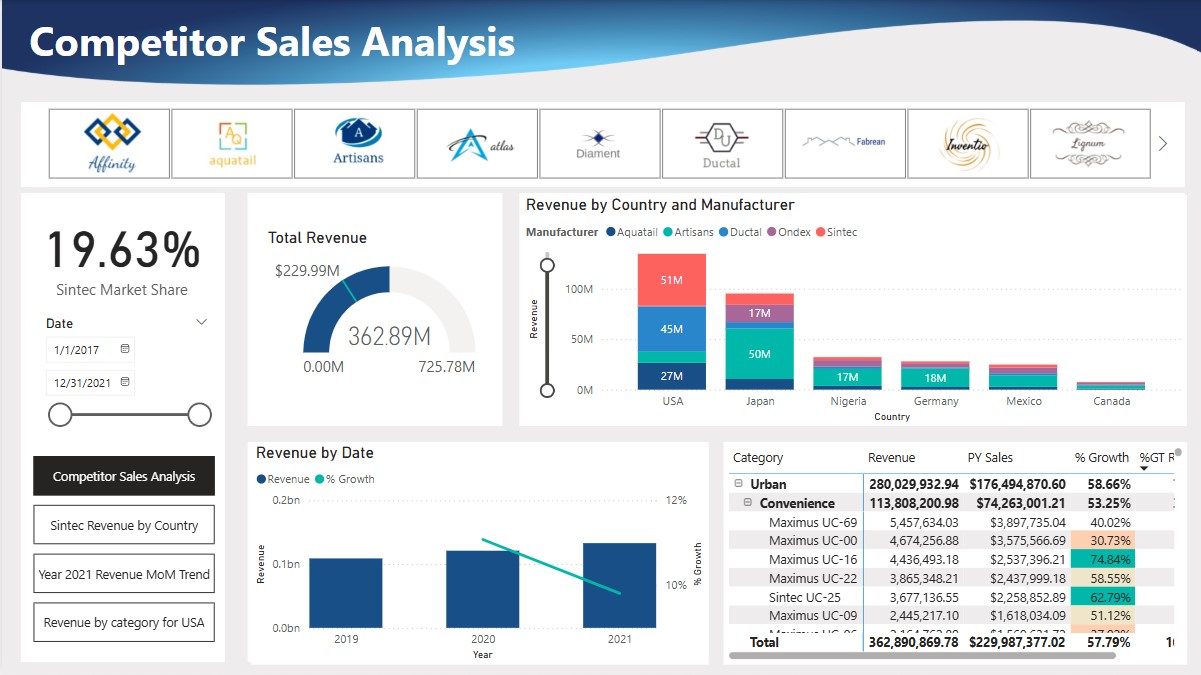 Competitor Sales Analysis
Affinity
AQ
aquatail
A
Artisans
atlas
Diament
DU
Ductal
Fabrean
Inventio
Lignum
19.63%
Sintec Market Share
Date
1/1/2017
12/31/2021
Competitor Sales Analysis
Sintec Revenue by Country
Year 2021 Revenue MoM Trend
Revenue by category for USA
Total Revenue
$229.99M
362.89M
0.00M 725.78M
Revenue by Country and Manufacturer
Manufacturer Aquatail Artisans Ductal Ondex Sintec
Revenue
100M
50M
0M
51M
45M
27M
17M
50M
17M
18M
USA Japan Nigeria Germany Mexico Canada
Country
Revenue by Date
Revenue % Growth
Revenue
0.2bn
0.1bn
0.0bn
12%
10%
% Growth
2019 2020 2021
Year
Category Revenue PY Sales % Growth %GT R
Urban 280,029,932.94 $176,494,870.60 58.66%
Convenience 113,808,200.98 $74,263,001.21 53.25%
Maximus UC-69 5,457,634.03 $3,897,735.04 40.02%
Maximus UC-00 4,674,256.88 $3,575,566.69 30.73%
Maximus UC-16 4,436,493.18 $2,537,396.21 74.84%
Maximus UC-22 3,865,348.21 $2,437,999.18 58.55%
Sintec UC-25 3,677,136.55 $2,258,852.89 62.79%
Maximus UC-09 2,445,217.10 $1,618,034.09 51.12%
Total 362,890,869.78 $229,987,377.02 57.79%